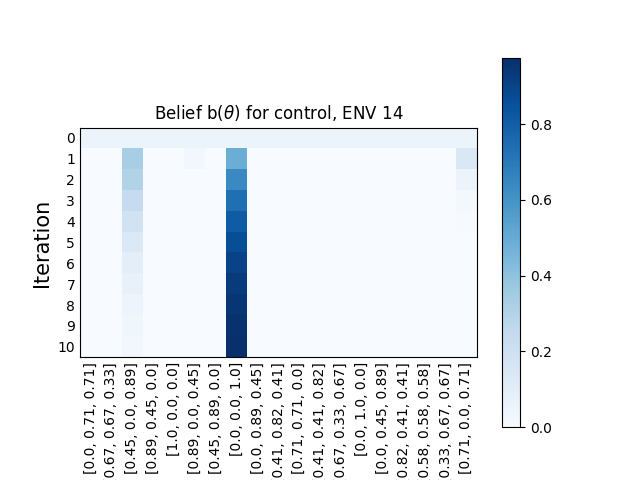 Belief b(θ) for control, ENV 14
Iteration
0
1
2
3
4
5
6
7
8
9
10
[0.0, 0.71, 0.71]
0.67, 0.67, 0.33]
[0.45, 0.0, 0.89]
[0.89, 0.45, 0.0]
[1.0, 0.0, 0.0]
[0.89, 0.0, 0.45]
[0.45, 0.89, 0.0]
[0.0, 0.0, 1.0]
[0.0, 0.89, 0.45]
0.41, 0.82, 0.41]
[0.71, 0.71, 0.0]
0.41, 0.41, 0.82]
0.67, 0.33, 0.67]
[0.0, 1.0, 0.0]
[0.0, 0.45, 0.89]
0.82, 0.41, 0.41]
0.58, 0.58, 0.58]
0.33, 0.67, 0.67]
[0.71, 0.0, 0.71]
0.8
0.6
0.4
0.2
0.0